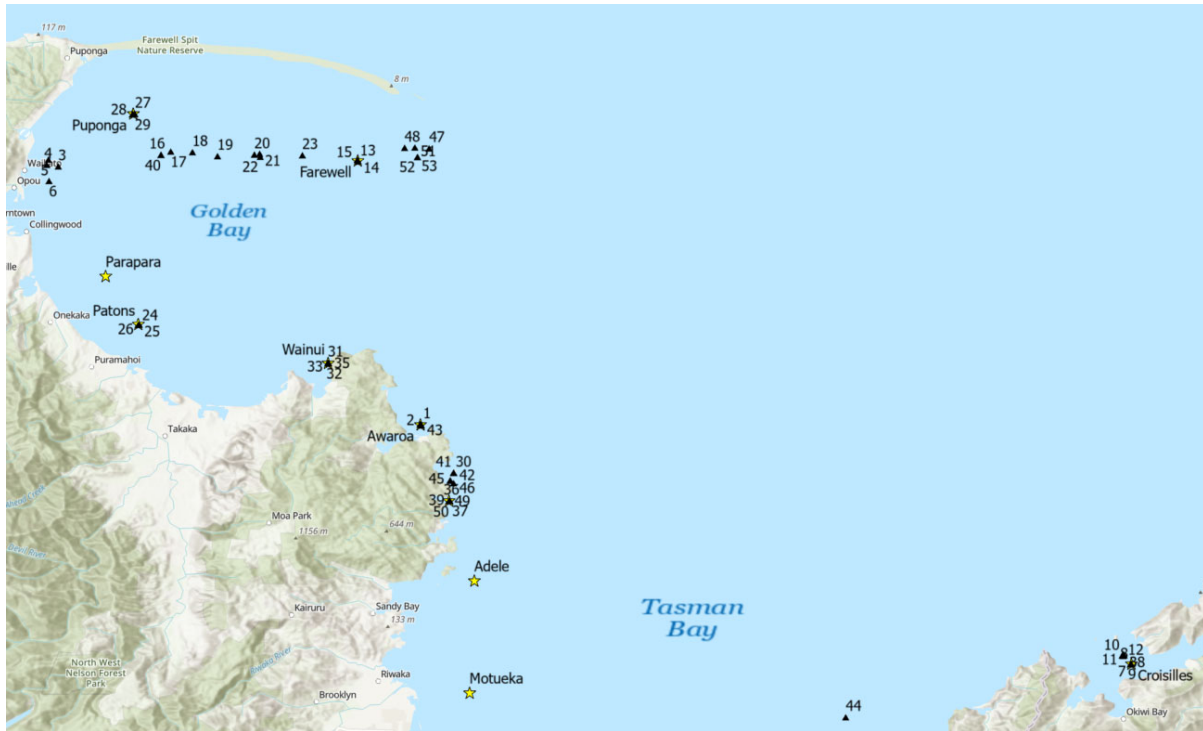 117 m
Puponga
Farewell Spit
Nature Reserve
8 m
28 27
Puponga 29
16 18 19 20 23 15 13 48 47
40 17 22 21 Farewell 14 52 51 53
4 3
5
6
Opou
Golden
Bay
rntown
Collingwood
ille
Parapara
Patons 24
26 25
Onekaka
Puramahoi
Wainui 31
33 35
32
2 1
Awaroa 43
Takaka
41 30
45 42
36 46
39 49
50 37
Moa Park
644 m
1156 m
Adele
Kairuru
Sandy Bay
133 m
Tasman
Bay
North West
Nelson Forest
Park
Riwaka
Motueka
Brooklyn
10 12
8
11
7 9
Croisilles
44
Okiwi Bay